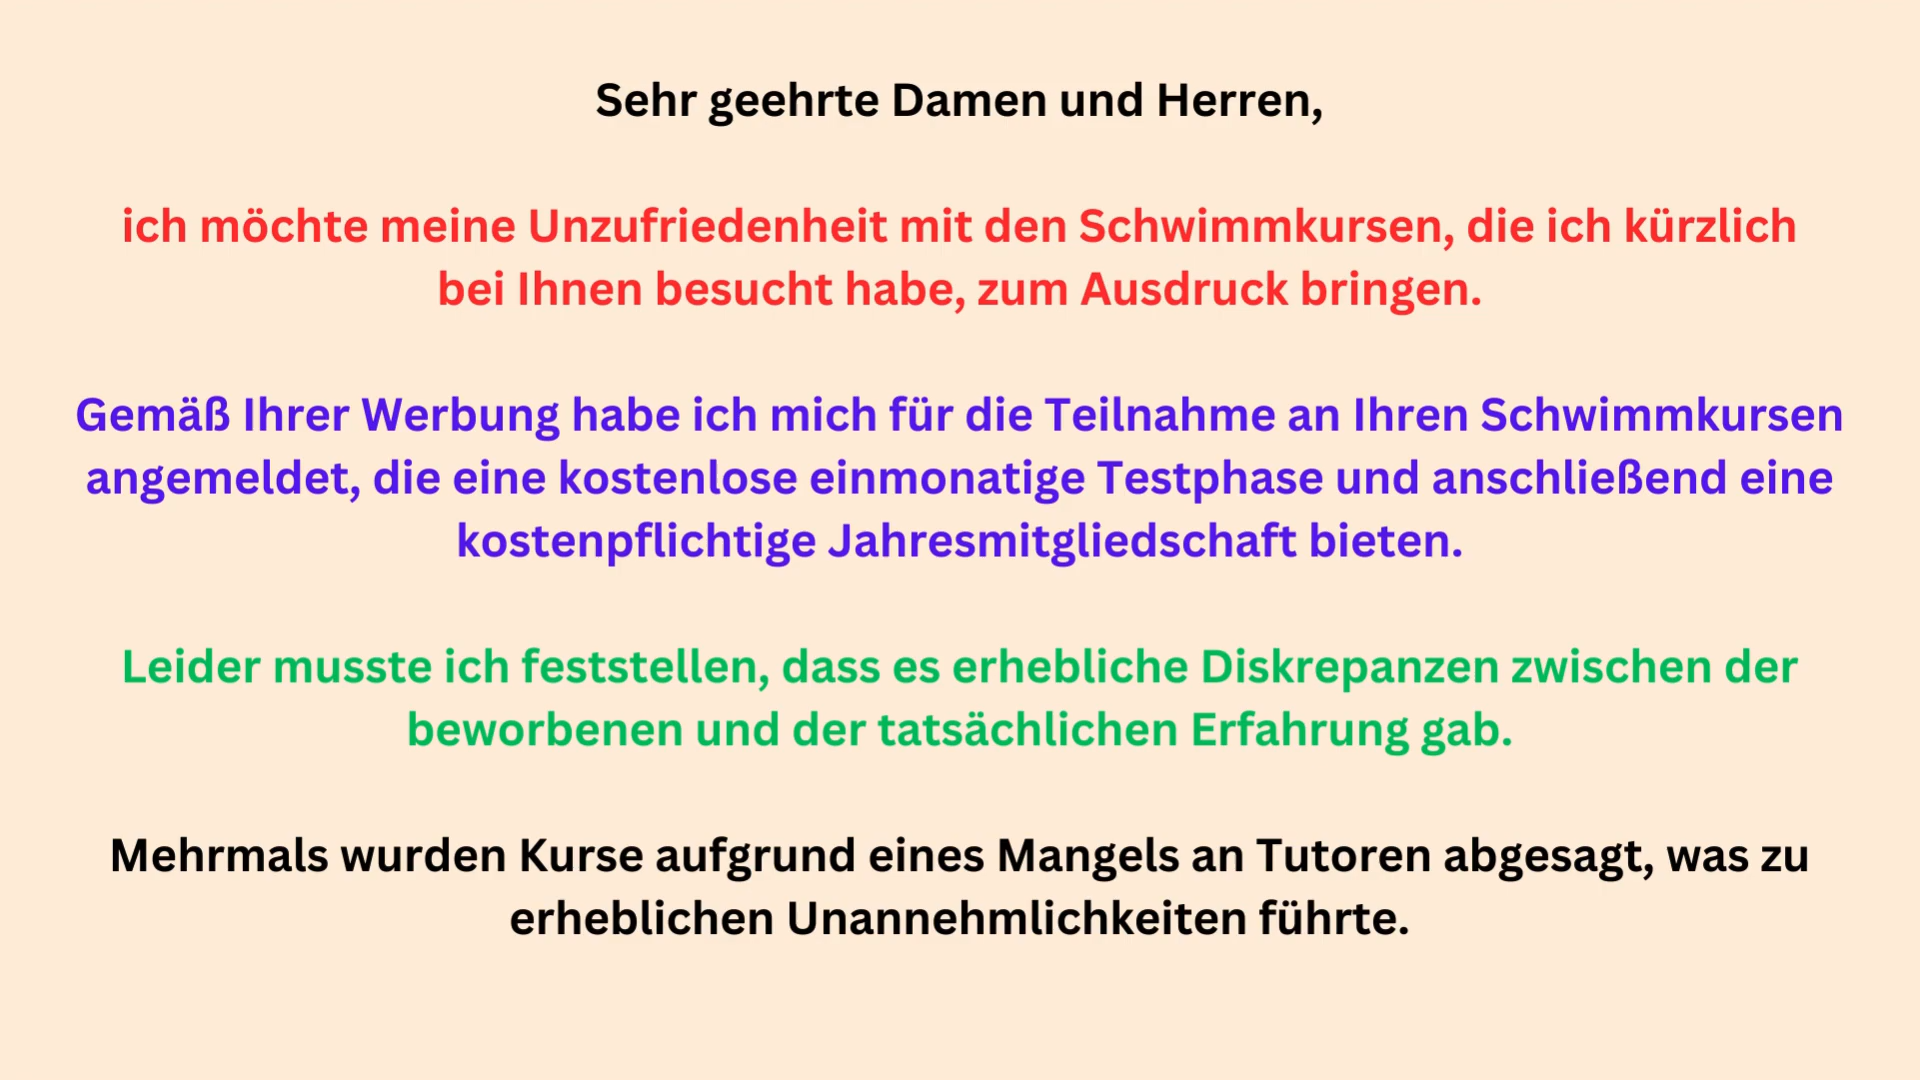 Sehr geehrte Damen und Herren,
ich möchte meine Unzufriedenheit mit den Schwimmkursen, die ich kürzlich
bei Ihnen besucht habe, zum Ausdruck bringen.
Gemäß Ihrer Werbung habe ich mich für die Teilnahme an Ihren Schwimmkursen
angemeldet, die eine kostenlose einmonatige Testphase und anschließend eine
kostenpflichtige Jahresmitgliedschaft bieten.
Leider musste ich feststellen, dass es erhebliche Diskrepanzen zwischen der
beworbenen und der tatsächlichen Erfahrung gab.
Mehrmals wurden Kurse aufgrund eines Mangels an Tutoren abgesagt, was zu
erheblichen Unannehmlichkeiten führte.